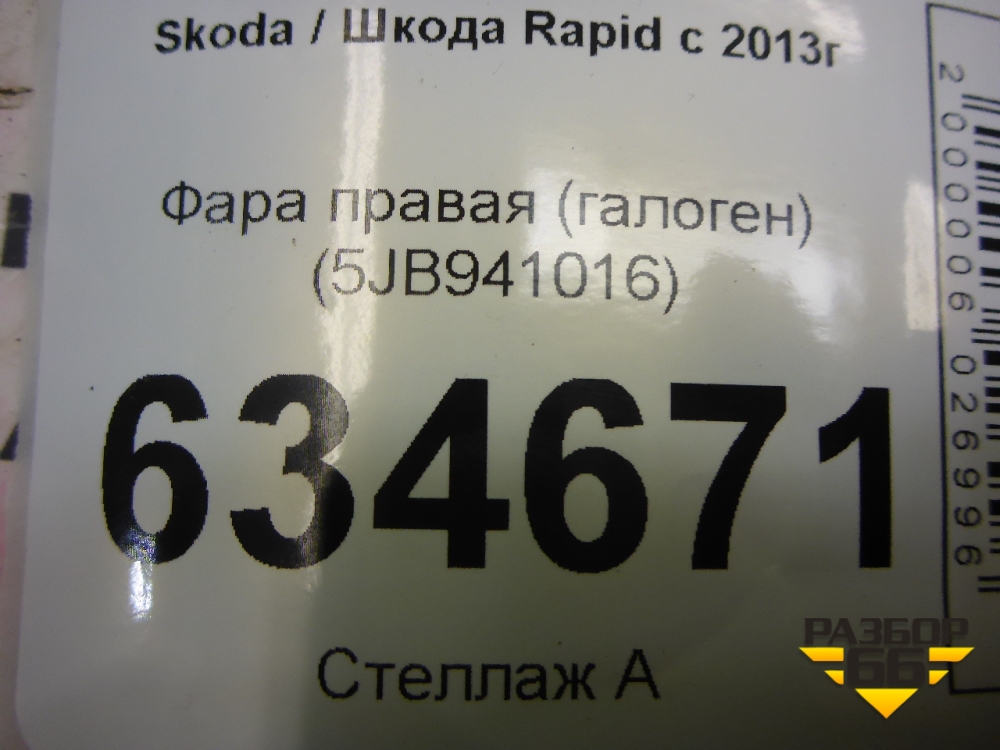 Skoda / Шкода Rapid с 2013г
Фара правая (галоген)
(5JB941016)
634671
Стеллаж А
2000006026996
РАЗБОР
66